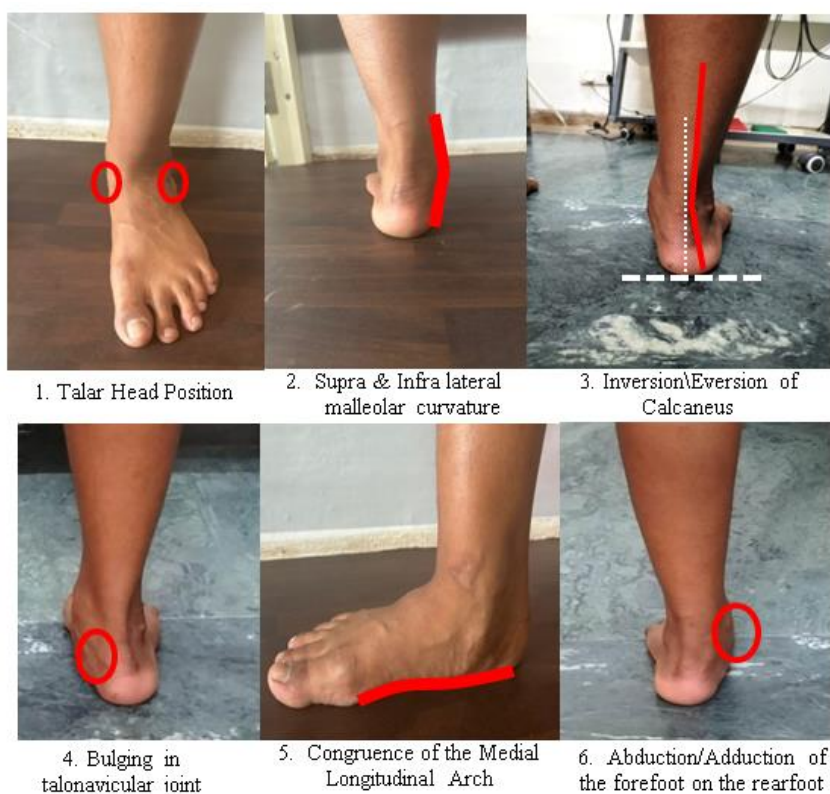 1. Talar Head Position
2. Supra & Infra lateral
malleolar curvature
3. Inversion\Eversion of
Calcaneus
4. Bulging in
talonavicular joint
5. Congruence of the Medial
Longitudinal Arch
6. Abduction/Adduction of
the forefoot on the rearfoot